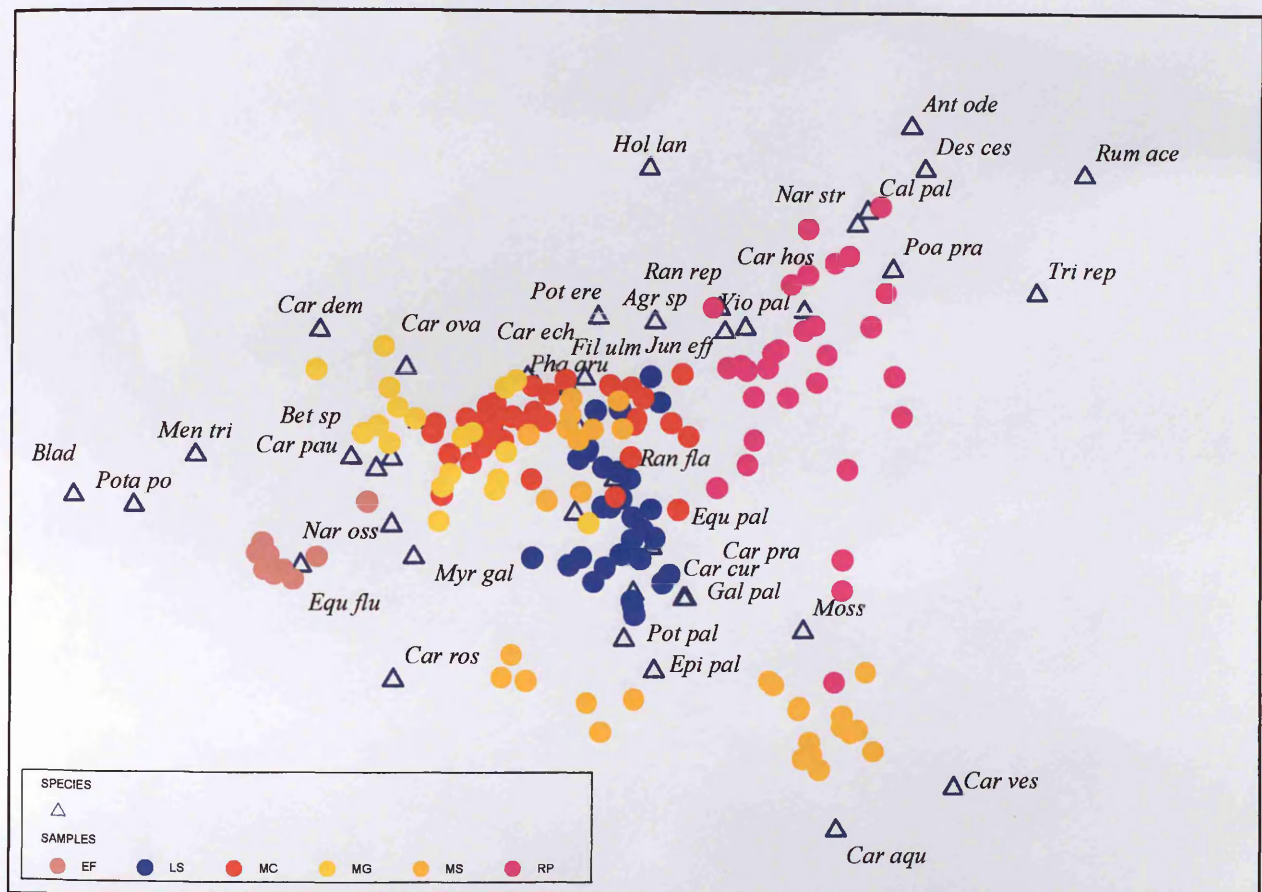 Ant ode
Hol lan
Des ces
Rum ace
Nar str
Cal pal
Car hos
Poa pra
Ran rep
Tri rep
Pot ere
Agr sp
Vio pal
Car dem
Car ova
Car ech
Fil ulm
Jun eff
Pha aru
Bet sp
Men tri
Car pau
Blad
Ran fla
Pota po
Equ pal
Nar oss
Car pra
Myr gal
Car cur
Gal pal
Equ flu
Moss
Pot pal
Car ros
Epi pal
Car ves
Car aqu
SPECIES
SAMPLES
EF LS MC MG MS RP